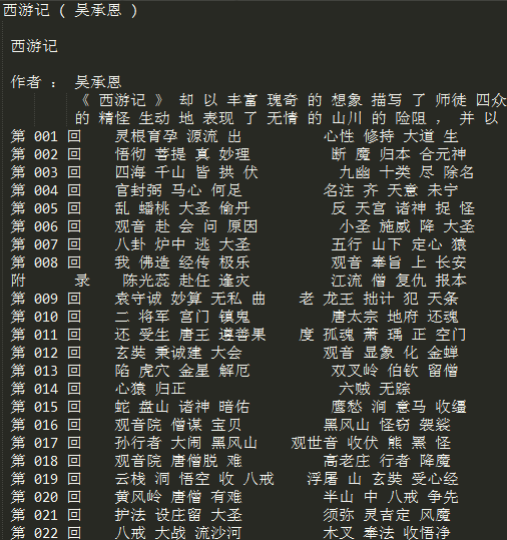 西游记 ( 吴承恩 )
西游记
作者 ： 吴承恩
《 西游记 》 却 以 丰富 瑰奇 的 想象 描写 了 师徒 四众
的 精怪 生动 地 表现 了 无情 的 山川 的 险阻 ， 并 以
第 001 回 灵根育孕 源流 出 心性 修持 大道 生
第 002 回 悟彻 菩提 真 妙理 断 魔 归本 合元神
第 003 回 四海 千山 皆 拱 伏 九幽 十类 尽 除名
第 004 回 官封弼 马心 何足 名注 齐 天意 未宁
第 005 回 乱 蟠桃 大圣 偷丹 反 天宫 诸神 捉 怪
第 006 回 观音 赴 会 问 原因 小圣 施威 降 大圣
第 007 回 八卦 炉中 逃 大圣 五行 山下 定心 猿
第 008 回 我 佛造 经传 极乐 观音 奉旨 上 长安
附 录 陈光蕊 赴任 逢灾 江流 僧 复仇 报本
第 009 回 袁守诚 妙算 无私 曲 老 龙王 拙计 犯 天条
第 010 回 二 将军 宫门 镇鬼 唐太宗 地府 还魂
第 011 回 还 受生 唐王 遵善果 度 孤魂 萧 瑀 正 空门
第 012 回 玄奘 秉诚建 大会 观音 显象 化 金蝉
第 013 回 陷 虎穴 金星 解厄 双叉岭 伯钦 留僧
第 014 回 心猿 归正 六贼 无踪
第 015 回 蛇 盘山 诸神 暗佑 鹰愁 涧 意马 收缰
第 016 回 观音院 僧谋 宝贝 黑风山 怪窃 袈裟
第 017 回 孙行者 大闹 黑风山 观世音 收伏 熊 罴 怪
第 018 回 观音院 唐僧脱 难 高老庄 行者 降魔
第 019 回 云栈 洞 悟空 收 八戒 浮屠 山 玄奘 受心经
第 020 回 黄风岭 唐僧 有难 半山 中 八戒 争先
第 021 回 护法 设庄留 大圣 须弥 灵吉定 风魔
第 022 回 八戒 大战 流沙河 木叉 奉法 收悟净